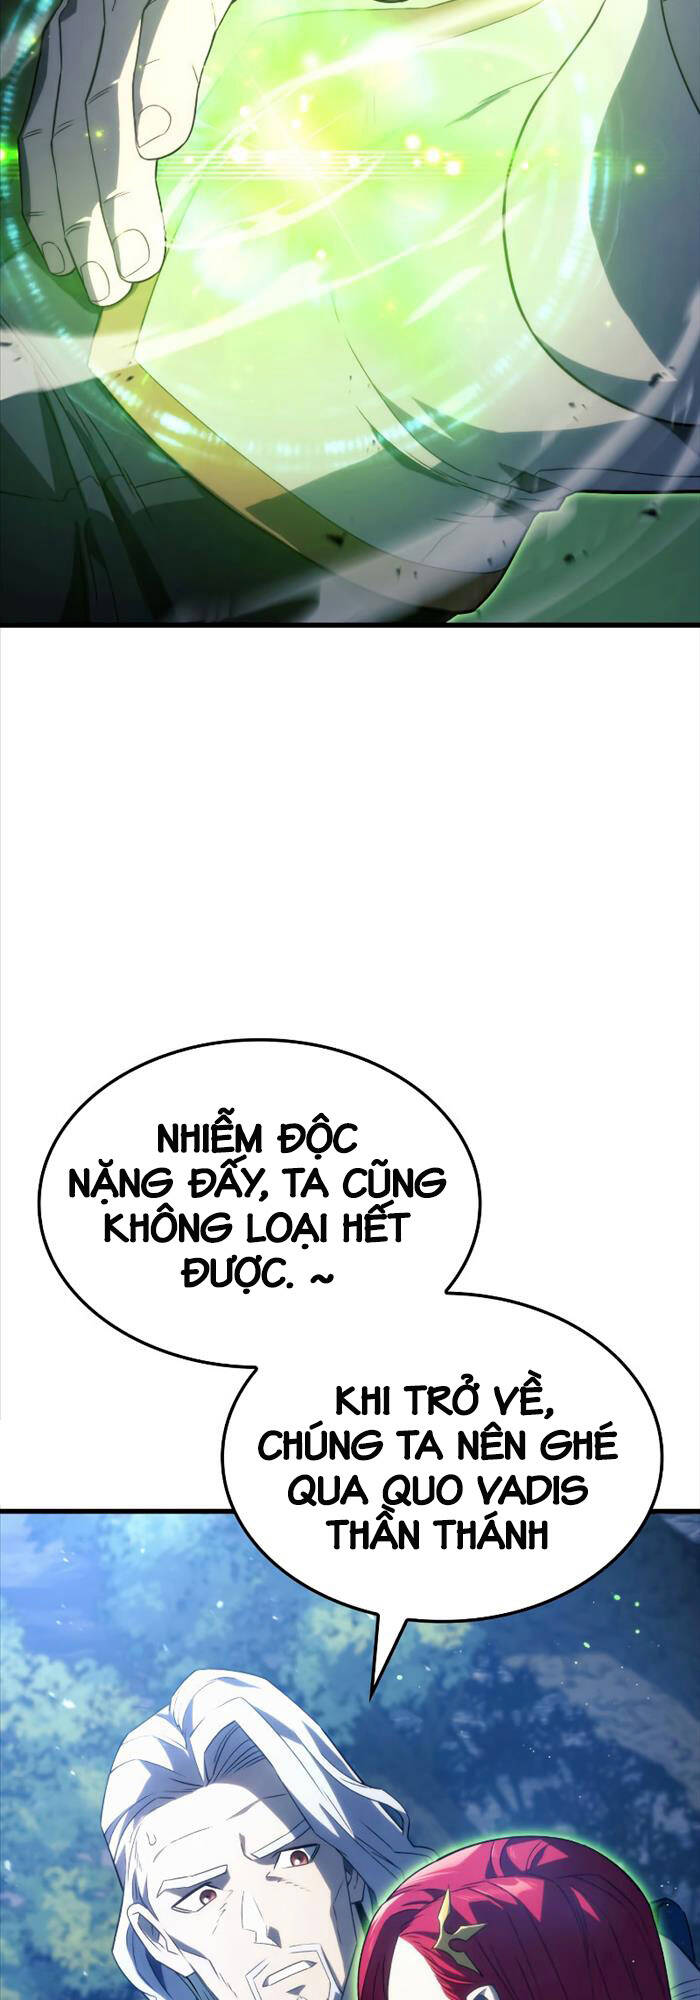 NHIỄM ĐỘC
NẶNG ĐẤY, TA CŨNG
KHÔNG LOẠI HẾT
ĐƯỢC. ~
KHI TRỞ VỀ,
CHÚNG TA NÊN GHÉ
QUA QUO VADIS
THẦN THÁNH